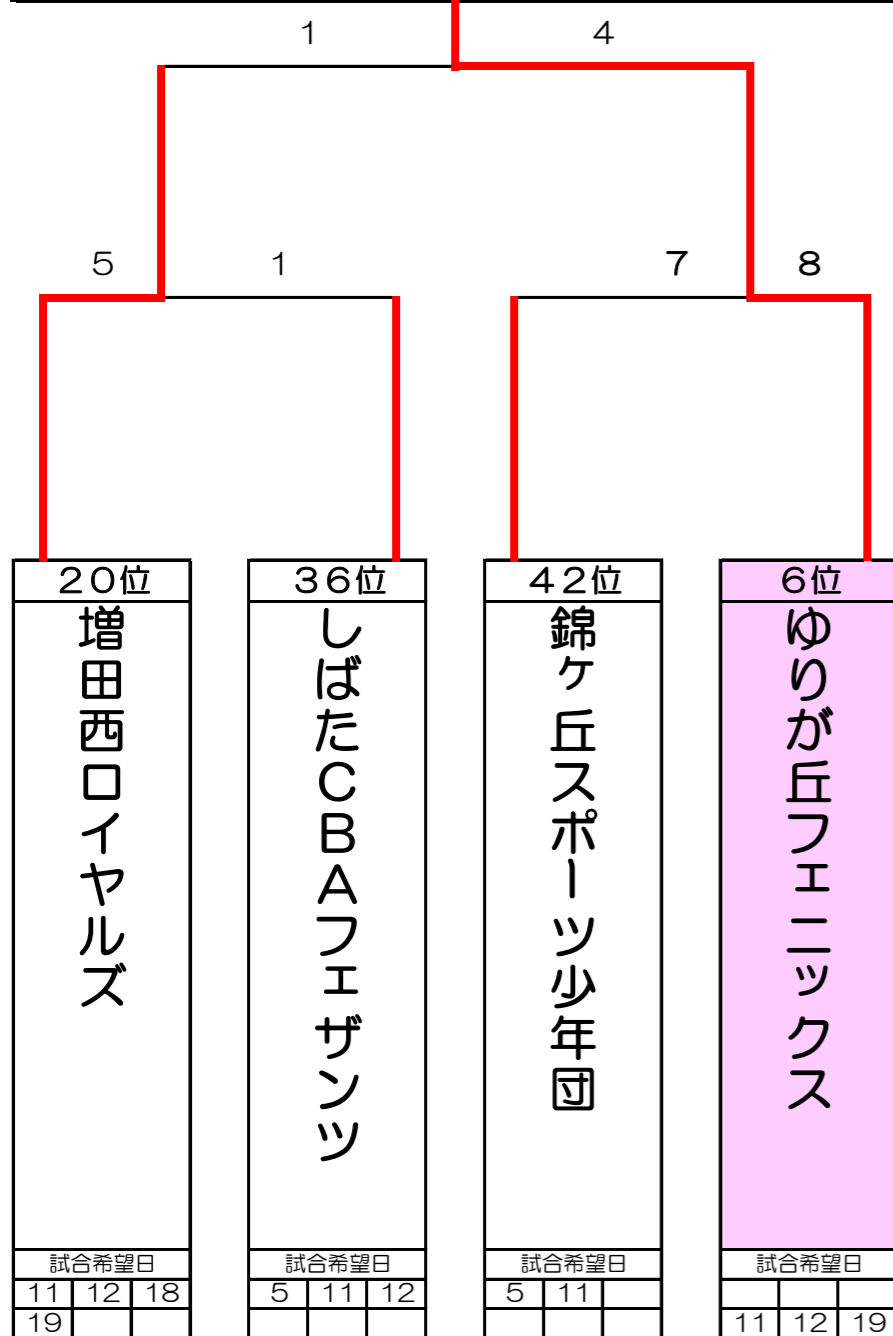 1 4
5 1 7 8
20位 36位 42位 6位
増田西ロイヤルズ
しばたCBAフェザンツ
錦ケ丘スポーツ少年団
ゆりが丘フェニックス
試合希望日 試合希望日 試合希望日 試合希望日
11 12 18 5 11 12 5 11
19 11 12 19